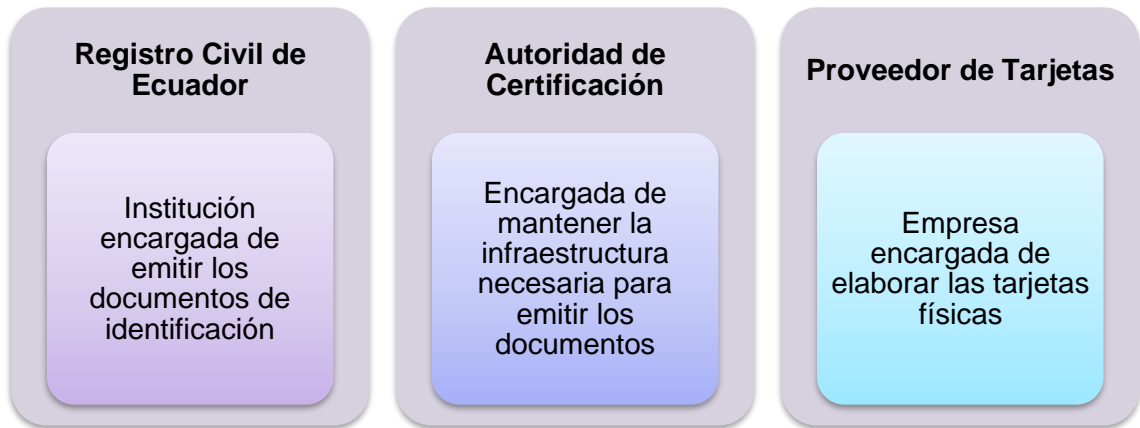 Registro Civil de
Ecuador
Institución
encargada de
emitir los
documentos de
identificación
Autoridad de
Certificación
Encargada de
mantener la
infraestructura
necesaria para
emitir los
documentos
Proveedor de Tarjetas
Empresa
encargada de
elaborar las tarjetas
físicas